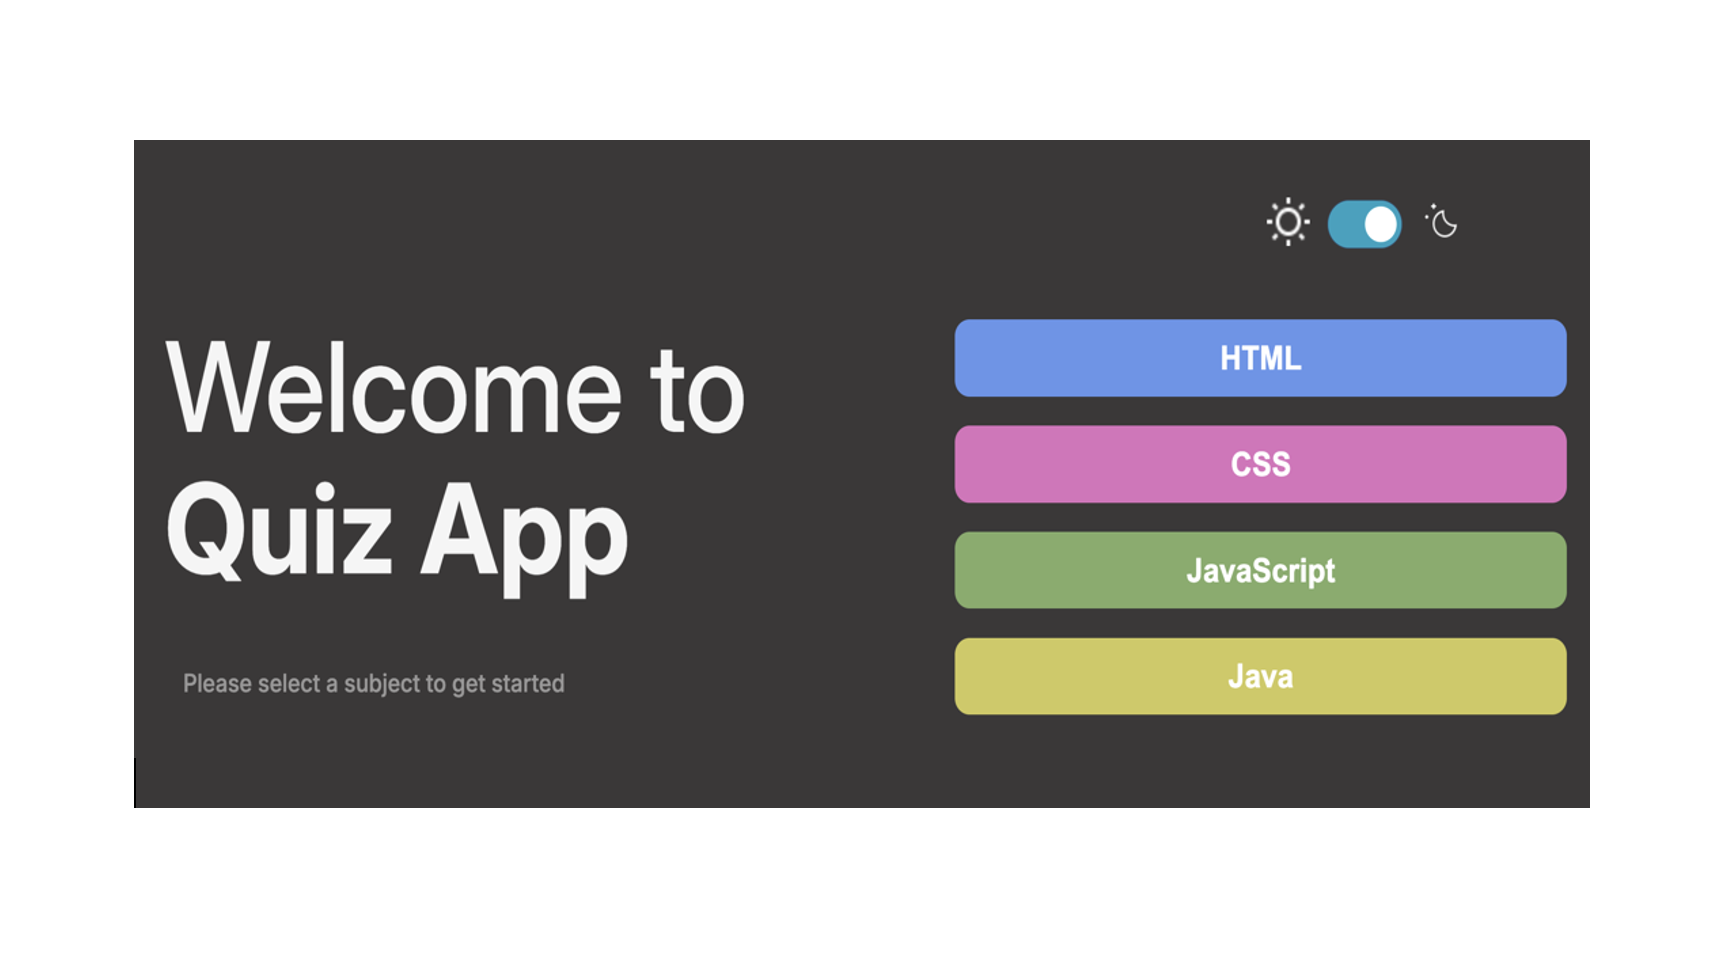 Welcome to
Quiz App
Please select a subject to get started
HTML
CSS
JavaScript
Java